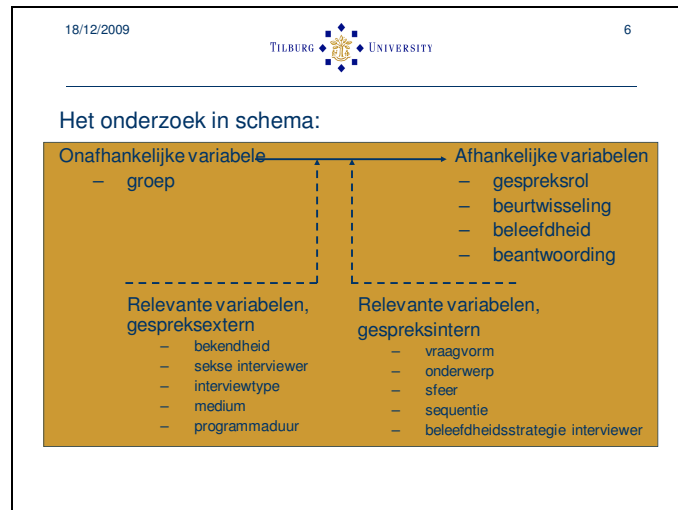 18/12/2009
6
TILBURG UNIVERSITY
Het onderzoek in schema:
Onafhankelijke variabele
– groep
Afhankelijke variabelen
– gespreksrol
– beurtwisseling
– beleefdheid
– beantwoording
Relevante variabelen,
gespreksextern
– bekendheid
– sekse interviewer
– interviewtype
– medium
– programmaduur
Relevante variabelen,
gespreksintern
– vraagvorm
– onderwerp
– sfeer
– sequentie
– beleefdheidsstrategie interviewer